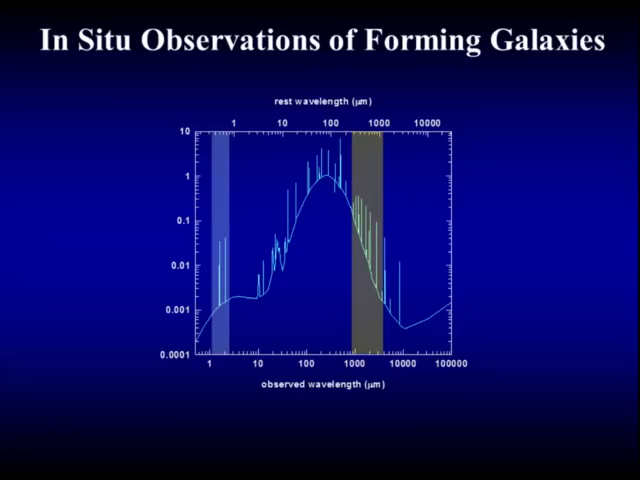 In Situ Observations of Forming Galaxies
rest wavelength (μm)
1 10 100 1000 10000
10
1
0.1
0.01
0.001
0.0001
1 10 100 1000 10000 100000
observed wavelength (μm)